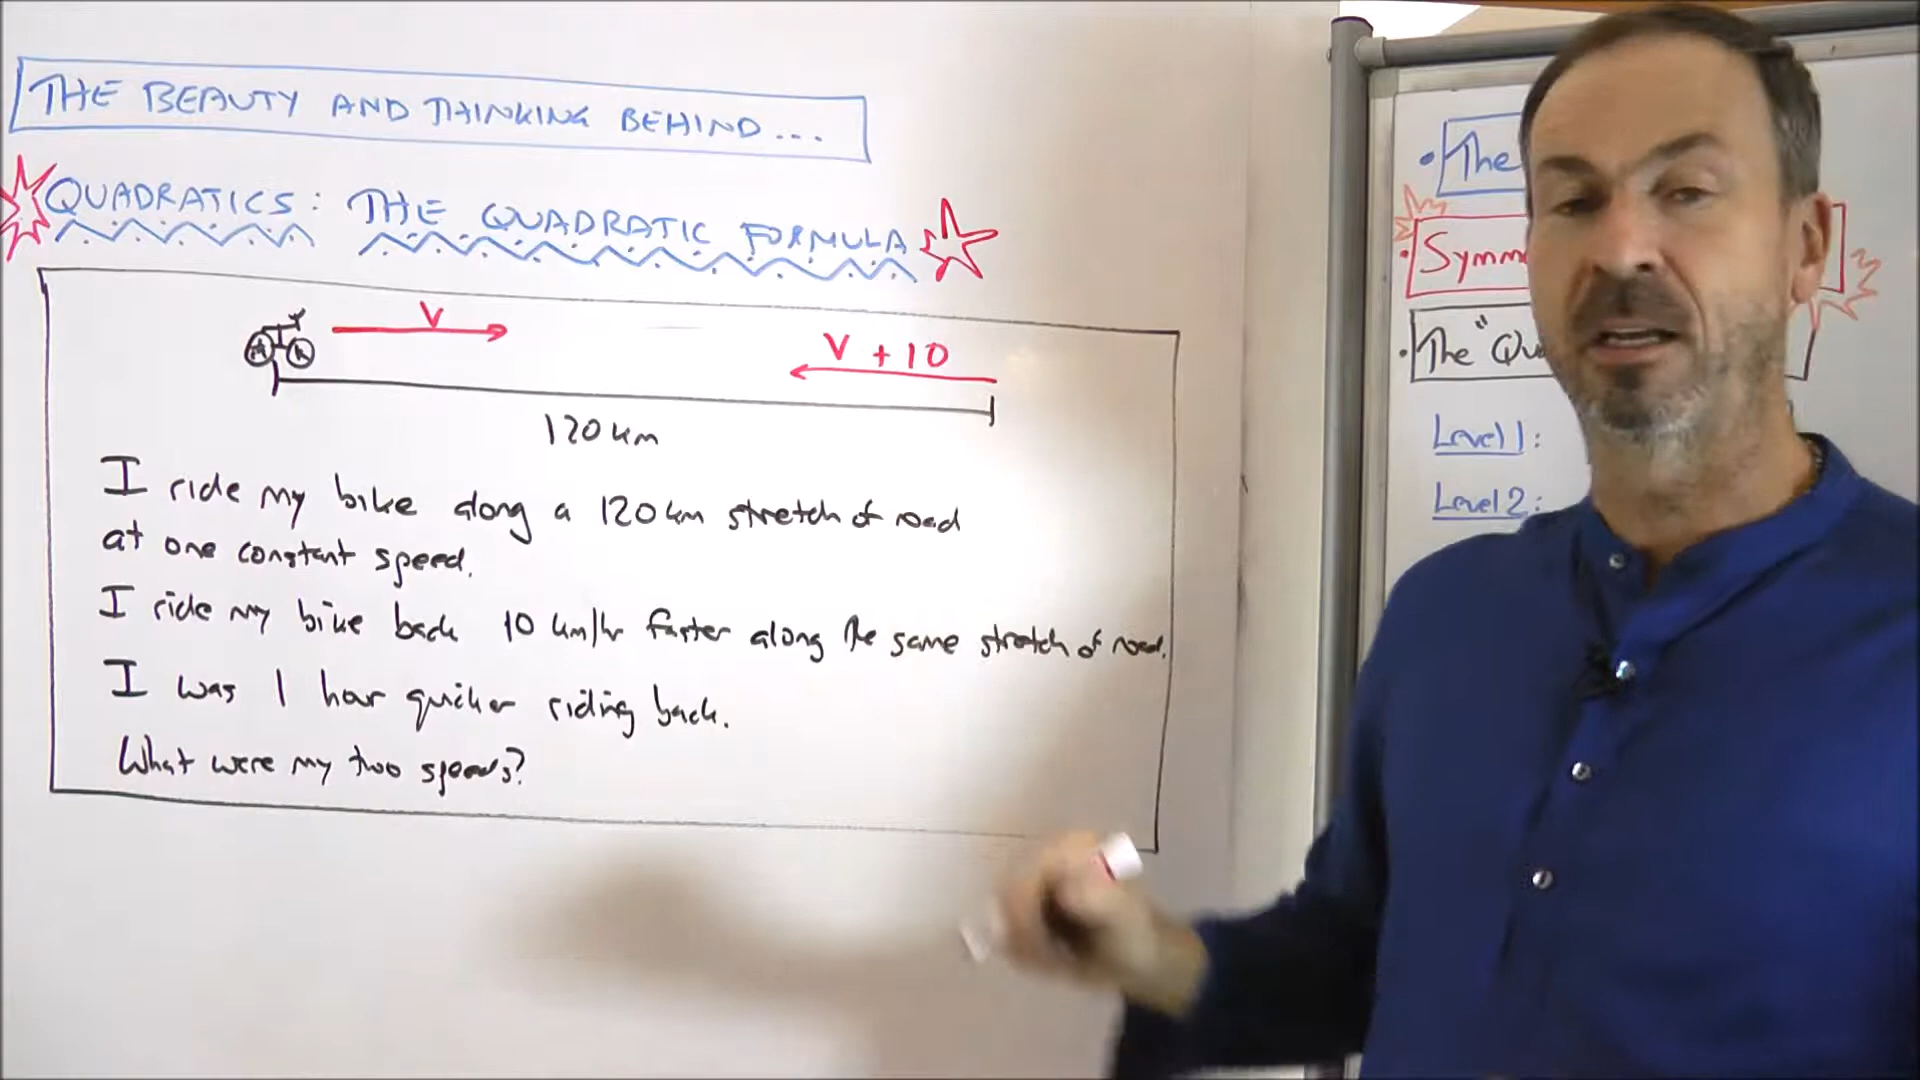 THE BEAUTY AND THINKING BEHIND...
QUADRATICS: THE QUADRATIC FORMULA
V
V + 10
120 km
I ride my bike along a 120 km stretch of road
at one constant speed.
I ride my bike back 10 km/hr faster along the same stretch of road.
I was 1 hour quicker riding back.
What were my two speeds?
• The
• Symm
• The "Qu
Level 1:
Level 2: